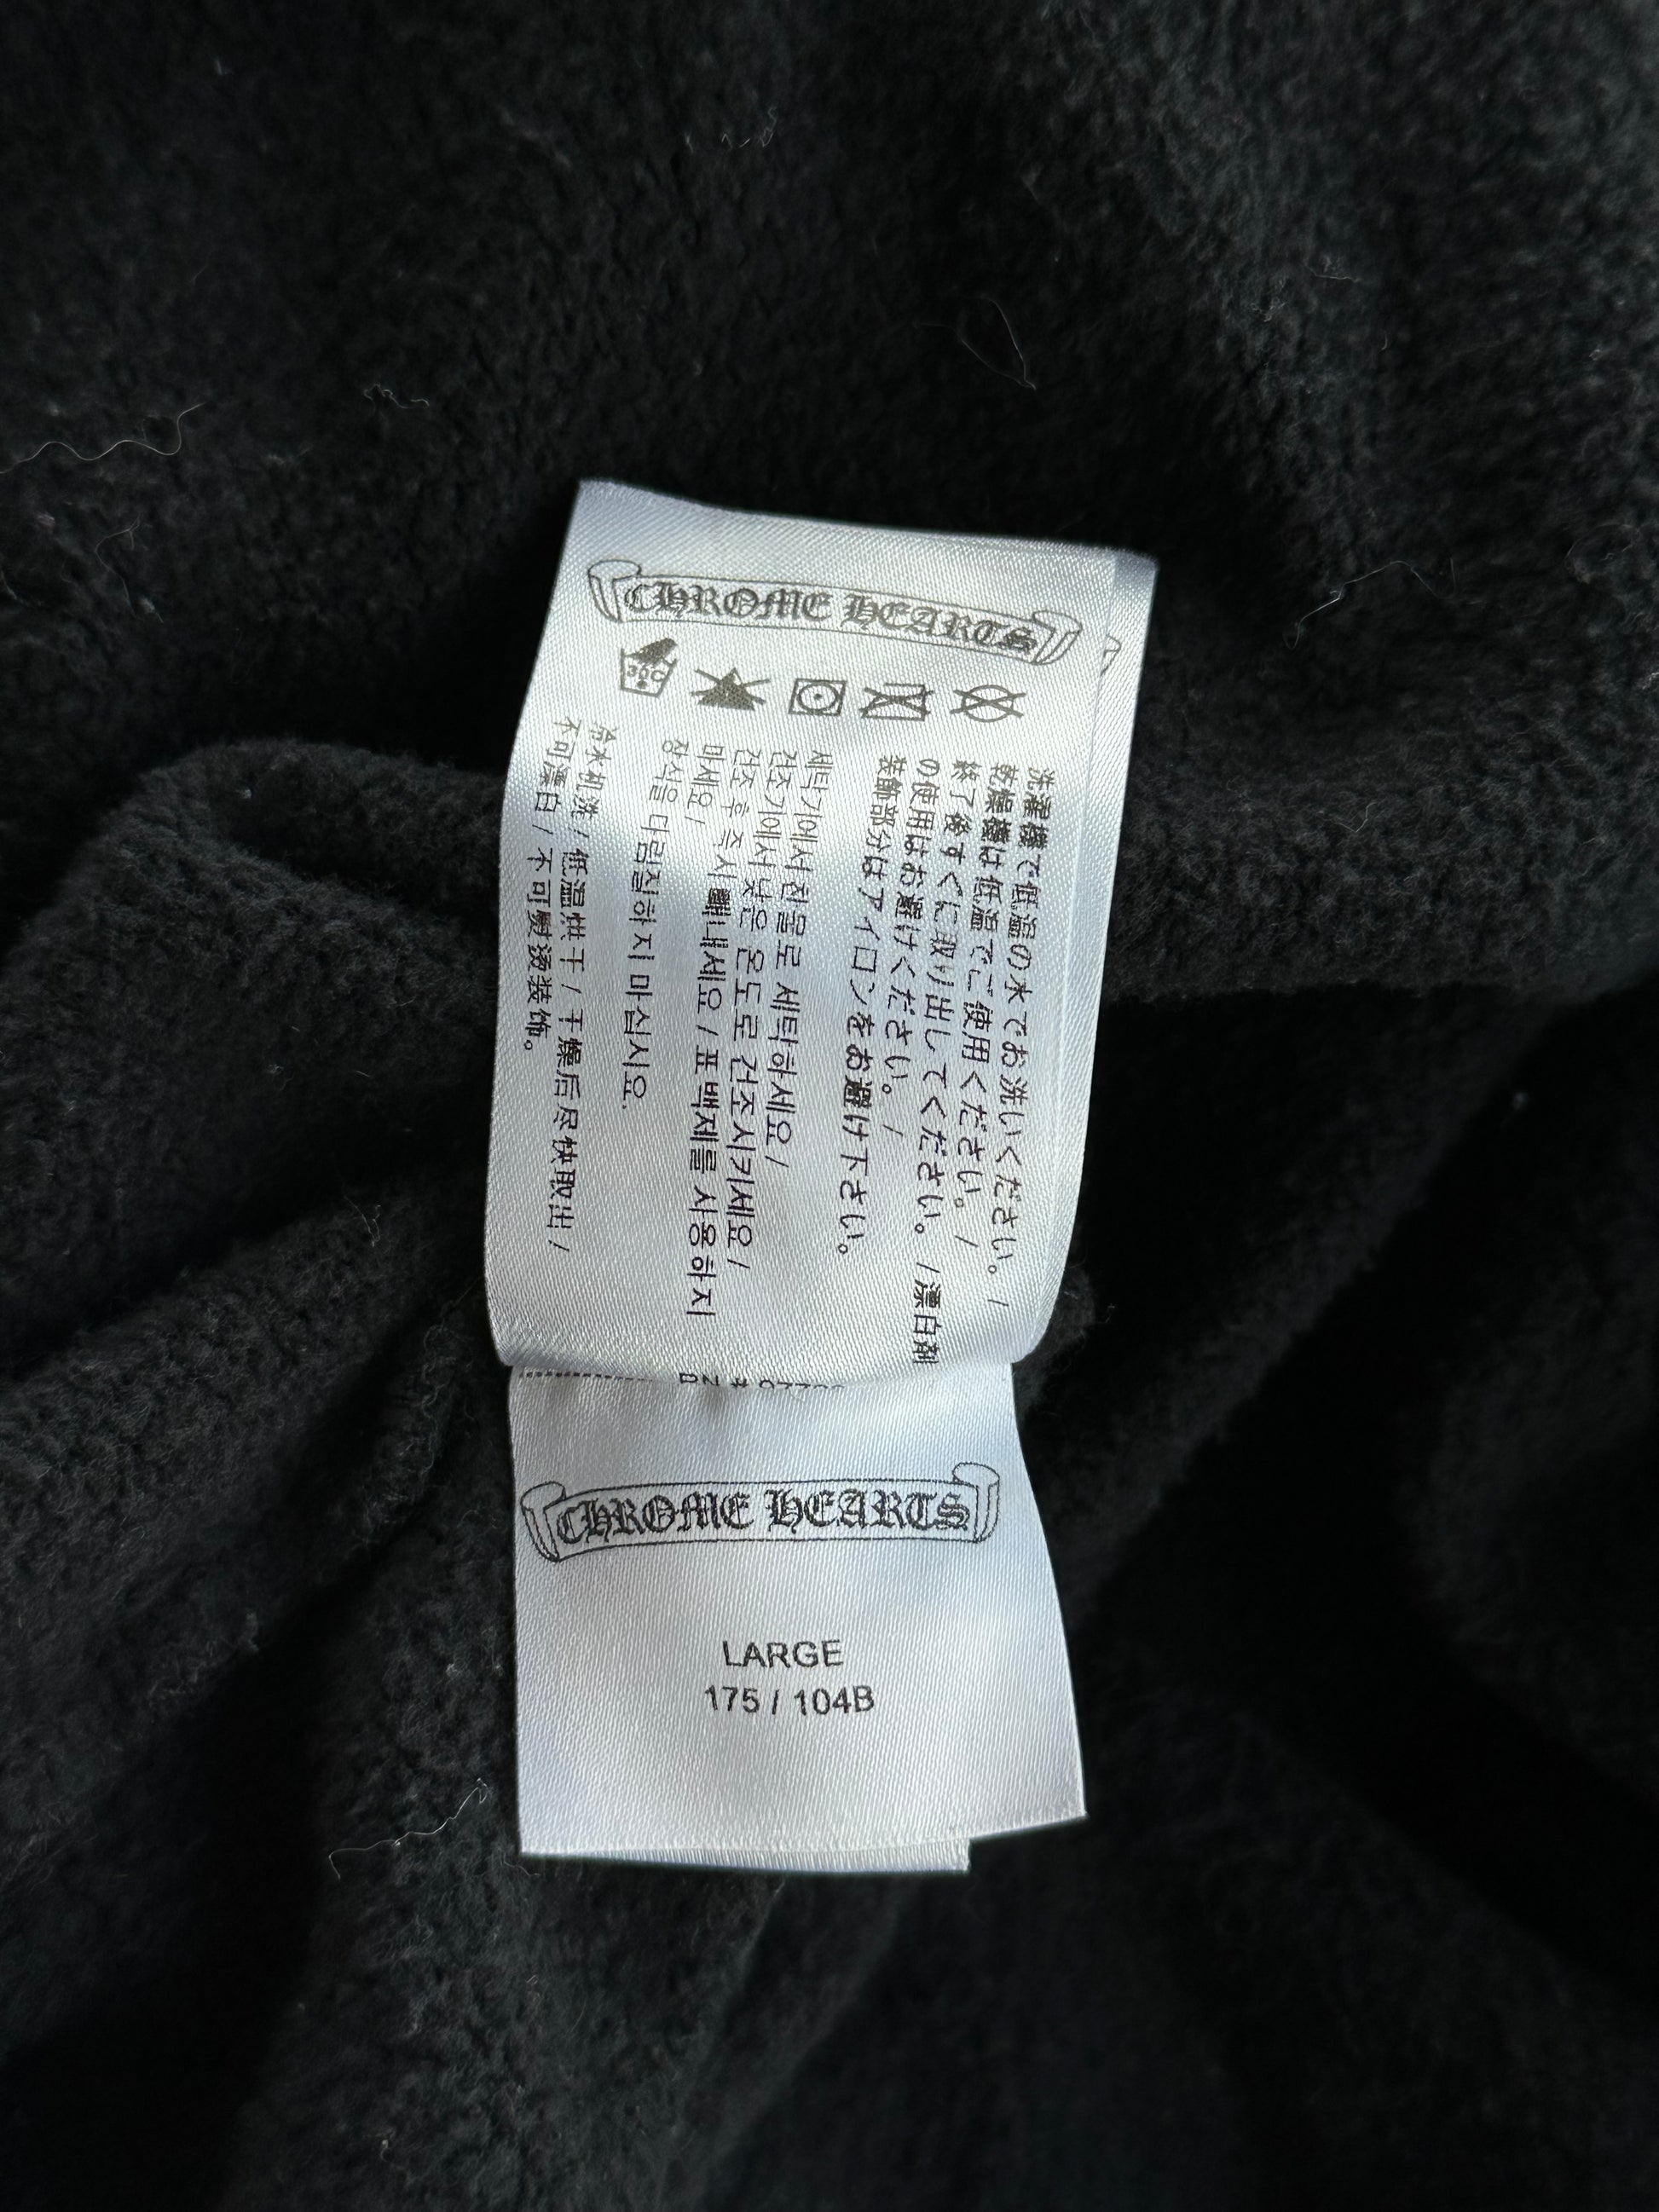 CHROME HEARTS
洗濯機で低温の水でお洗いください。 /
乾燥機は低温でご使用ください。 /
終了後すぐに取り出してください。 / 漂白剤
の使用はお避けください。 /
装飾部分はアイロンをお避け下さい。
세탁기에서 찬물로 세탁하세요 /
건조기에서 낮은 온도로 건조시키세요 /
건조 후 즉시 빼내세요 / 표백제를 사용하지
마세요 /
장식을 다림질하지 마십시요.
冷水机洗 / 低温烘干 / 干燥后尽快取出 /
不可漂白 / 不可熨烫装饰。
CHROME HEARTS
LARGE
175 / 104B